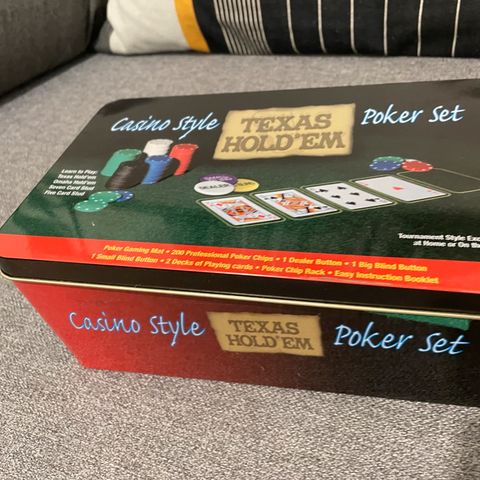 Casino Style
TEXAS
HOLD'EM
Poker Set
Learn to Play:
Texas Hold'em
Omaha Hold'em
Seven Card Stud
Five Card Stud
DEALER
Tournament Style
at Home or On
Poker Gaming Mat • 200 Professional Poker Chips • 1 Dealer Button • 1 Big Blind Button
1 Small Blind Button • 2 Decks of Playing cards • Poker Chip Rack • Easy Instruction Booklet
Casino Style
TEXAS
HOLD'EM
Poker Set